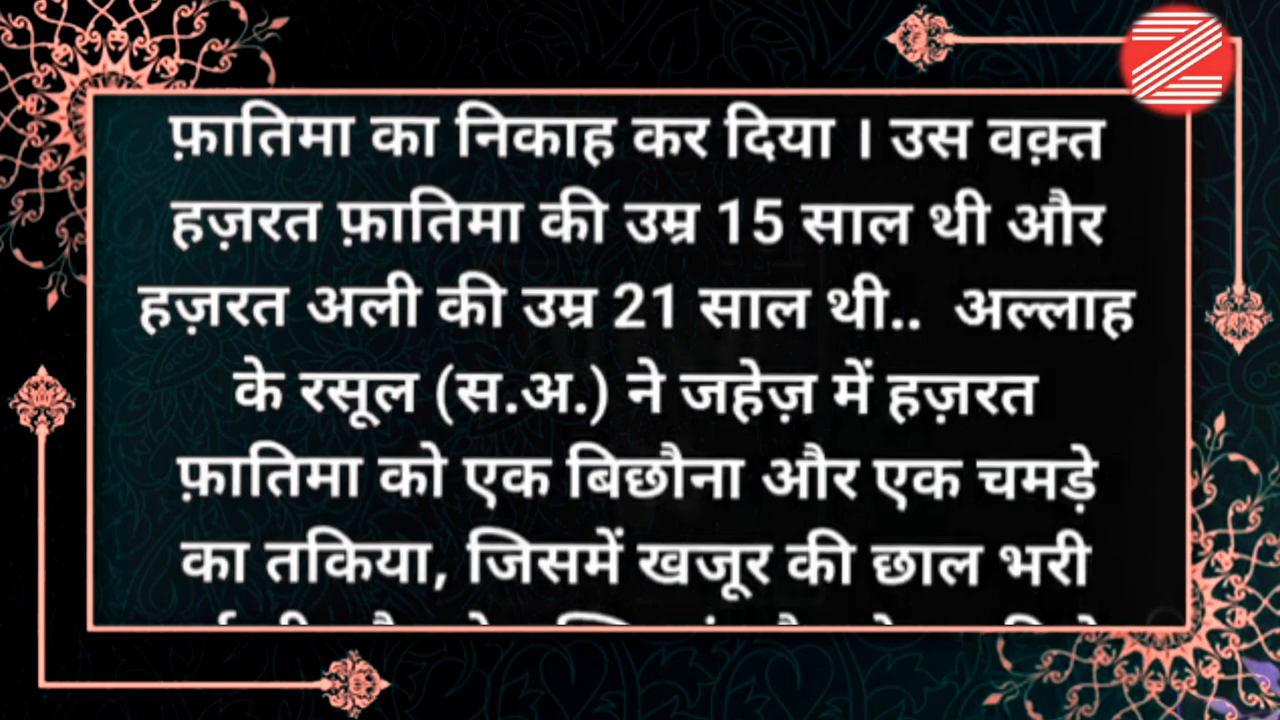 फ़ातिमा का निकाह कर दिया । उस वक़्त
हज़रत फ़ातिमा की उम्र 15 साल थी और
हज़रत अली की उम्र 21 साल थी.. अल्लाह
के रसूल (स.अ.) ने जहेज़ में हज़रत
फ़ातिमा को एक बिछौना और एक चमड़े
का तकिया, जिसमें खजूर की छाल भरी